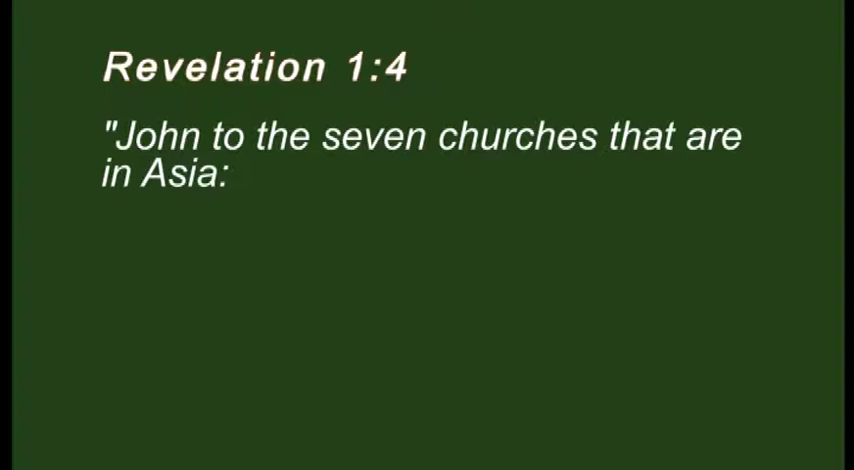 Revelation 1:4
"John to the seven churches that are
in Asia: